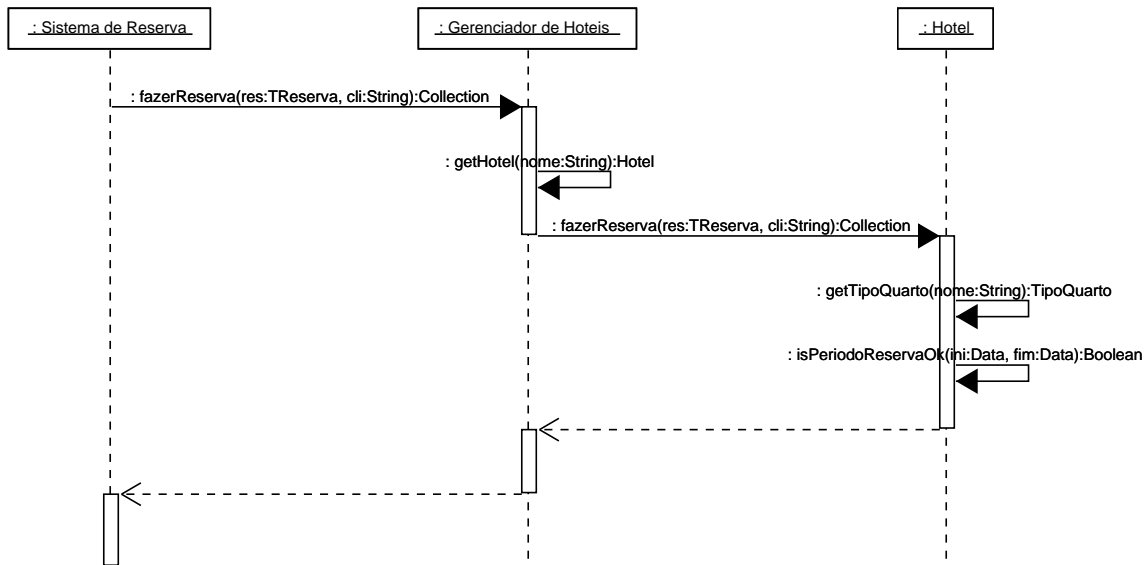 : Sistema de Reserva
: Gerenciador de Hoteis
: Hotel
: fazerReserva(res:TReserva, cli:String):Collection
: getHotel(nome:String):Hotel
: fazerReserva(res:TReserva, cli:String):Collection
: getTipoQuarto(nome:String):TipoQuarto
: isPeriodoReservaOk(ini:Data, fim:Data):Boolean